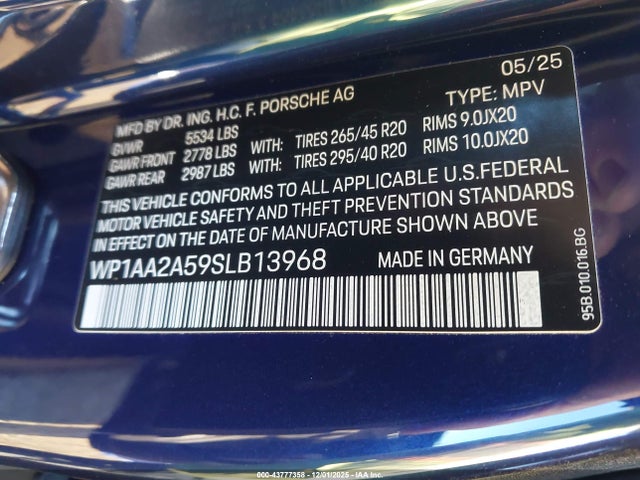 05/25
MFD BY DR. ING. H.C. F. PORSCHE AG TYPE: MPV
GVWR 5534 LBS
GAWR FRONT 2778 LBS WITH: TIRES 265/45 R20 RIMS 9.0JX20
GAWR REAR 2987 LBS WITH: TIRES 295/40 R20 RIMS 10.0JX20
THIS VEHICLE CONFORMS TO ALL APPLICABLE U.S.FEDERAL
MOTOR VEHICLE SAFETY AND THEFT PREVENTION STANDARDS
IN EFFECT ON THE DATE OF MANUFACTURE SHOWN ABOVE
WP1AA2A59SLB13968 MADE IN GERMANY
95B.010.016.BG
000-43777358 | 12/01/2025 | IAA Inc.